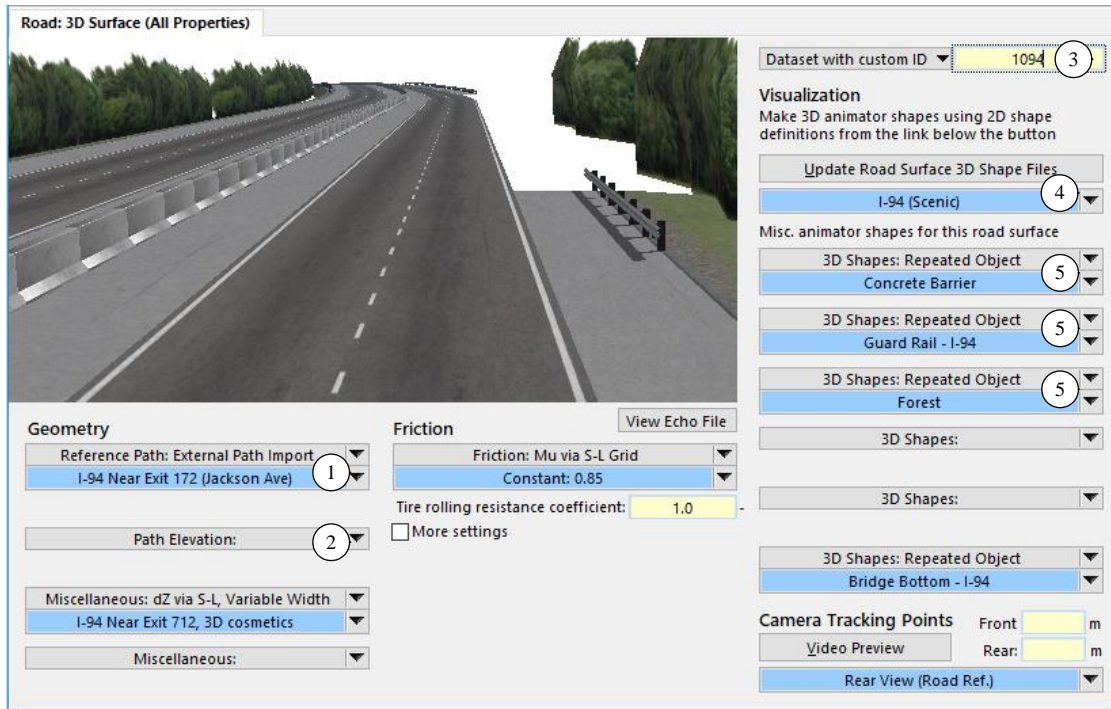 Road: 3D Surface (All Properties)
Dataset with custom ID
1094
3
Visualization
Make 3D animator shapes using 2D shape
definitions from the link below the button
Update Road Surface 3D Shape Files
I-94 (Scenic)
4
Misc. animator shapes for this road surface
3D Shapes: Repeated Object
Concrete Barrier
5
3D Shapes: Repeated Object
Guard Rail - I-94
5
3D Shapes: Repeated Object
Forest
5
3D Shapes:
3D Shapes:
3D Shapes: Repeated Object
Bridge Bottom - I-94
Camera Tracking Points
Front
m
Video Preview
Rear:
m
Rear View (Road Ref.)
View Echo File
Geometry
Reference Path: External Path Import
I-94 Near Exit 172 (Jackson Ave)
1
Path Elevation:
2
Miscellaneous: dZ via S-L, Variable Width
I-94 Near Exit 712, 3D cosmetics
Miscellaneous:
Friction
Friction: Mu via S-L Grid
Constant: 0.85
Tire rolling resistance coefficient:
1.0
-
More settings